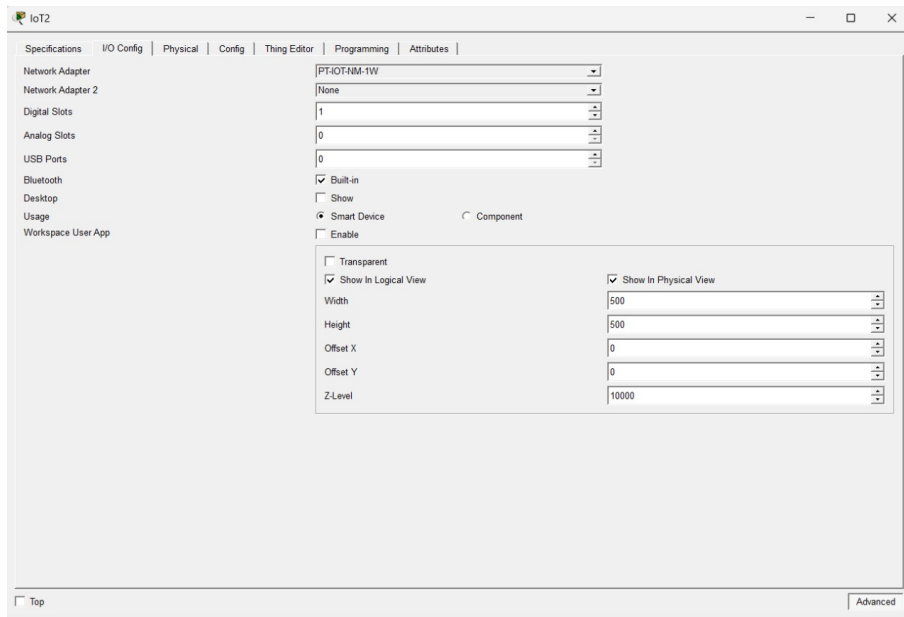 IoT2
Specifications I/O Config Physical Config Thing Editor Programming Attributes
Network Adapter PT-IOT-NM-1W
Network Adapter 2 None
Digital Slots 1
Analog Slots 0
USB Ports 0
Bluetooth Built-in
Desktop Show
Usage Smart Device Component
Workspace User App Enable
Transparent
Show In Logical View Show In Physical View
Width 500
Height 500
Offset X 0
Offset Y 0
Z-Level 10000
Top Advanced